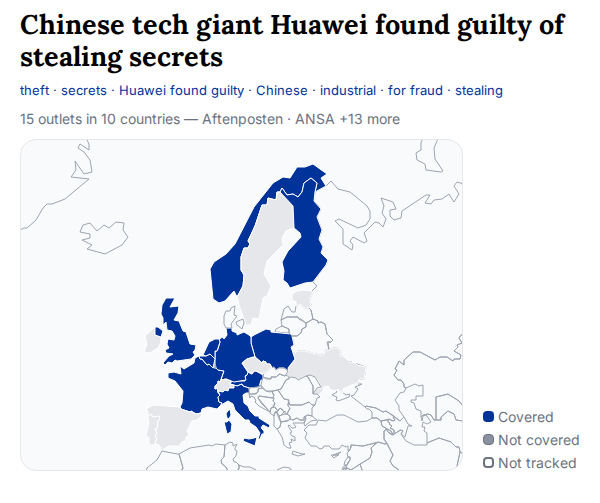 Chinese tech giant Huawei found guilty of
stealing secrets
theft · secrets · Huawei found guilty · Chinese · industrial · for fraud · stealing
15 outlets in 10 countries — Aftenposten · ANSA +13 more
Covered
Not covered
Not tracked